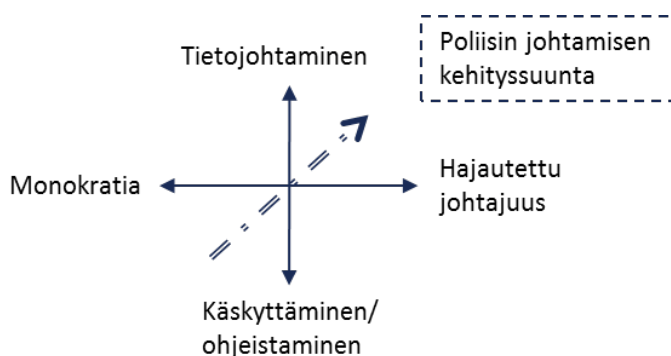 Tietojohtaminen
Poliisin johtamisen
kehityssuunta
Monokratia
Hajautettu
johtajuus
Käskyttäminen/
ohjeistaminen